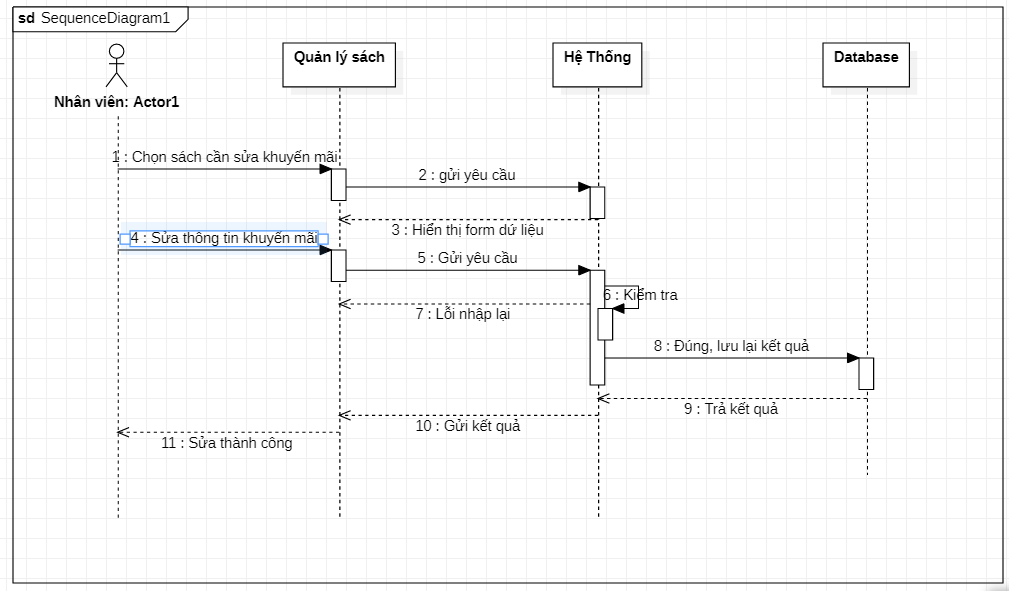 sd SequenceDiagram1
Quản lý sách
Hệ Thống
Database
Nhân viên: Actor1
1 : Chọn sách cần sửa khuyến mãi
2 : gửi yêu cầu
3 : Hiển thị form dứ liệu
4 : Sửa thông tin khuyến mãi
5 : Gửi yêu cầu
6 : Kiểm tra
7 : Lỗi nhập lại
8 : Đúng, lưu lại kết quả
9 : Trả kết quả
10 : Gửi kết quả
11 : Sửa thành công